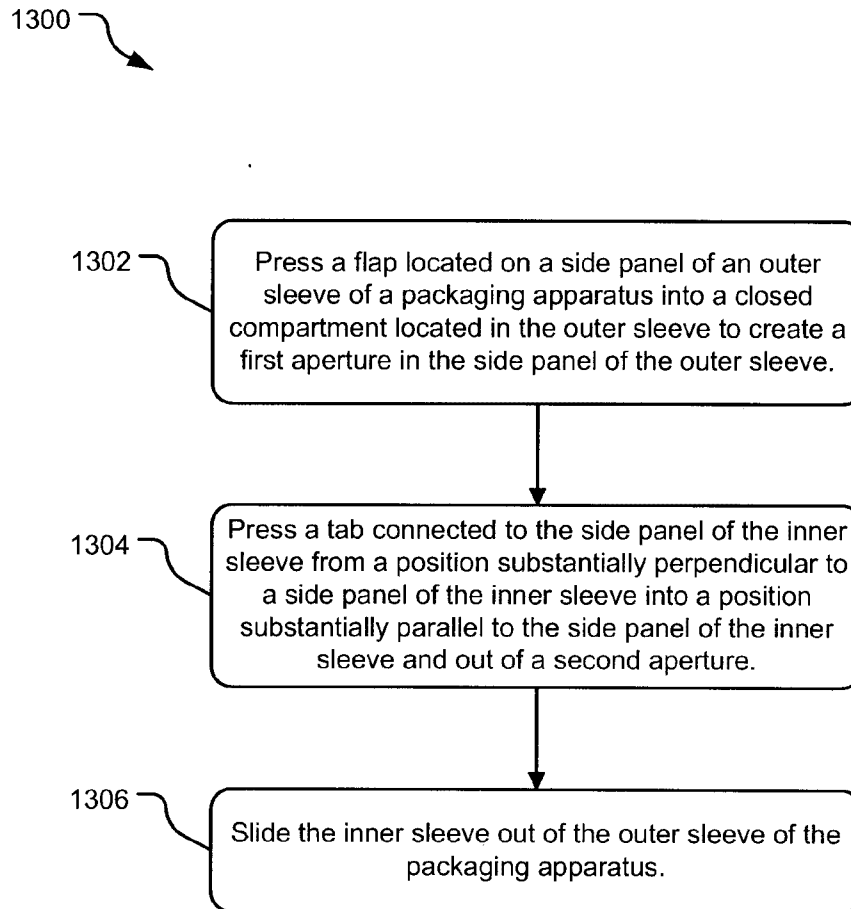 1300
1302
Press a flap located on a side panel of an outer
sleeve of a packaging apparatus into a closed
compartment located in the outer sleeve to create a
first aperture in the side panel of the outer sleeve.
1304
Press a tab connected to the side panel of the inner
sleeve from a position substantially perpendicular to
a side panel of the inner sleeve into a position
substantially parallel to the side panel of the inner
sleeve and out of a second aperture.
1306
Slide the inner sleeve out of the outer sleeve of the
packaging apparatus.